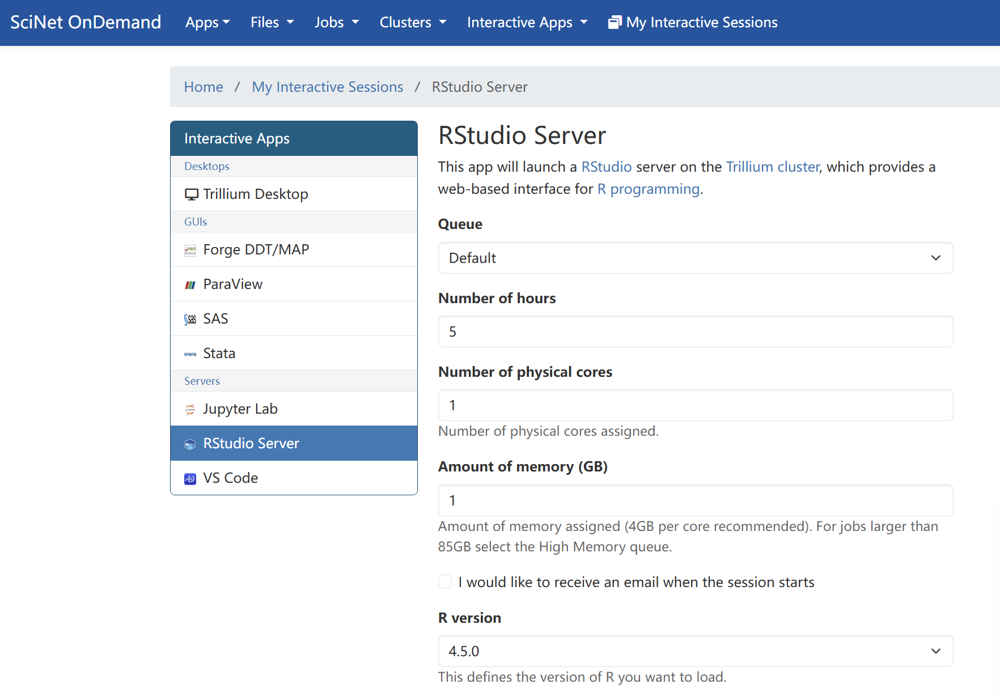 SciNet OnDemand Apps Files Jobs Clusters Interactive Apps My Interactive Sessions
Home / My Interactive Sessions / RStudio Server
Interactive Apps
Desktops
Trillium Desktop
GUIs
Forge DDT/MAP
ParaView
SAS
Stata
Servers
Jupyter Lab
RStudio Server
VS Code
RStudio Server
This app will launch a RStudio server on the Trillium cluster, which provides a
web-based interface for R programming.
Queue
Default
Number of hours
5
Number of physical cores
1
Number of physical cores assigned.
Amount of memory (GB)
1
Amount of memory assigned (4GB per core recommended). For jobs larger than
85GB select the High Memory queue.
I would like to receive an email when the session starts
R version
4.5.0
This defines the version of R you want to load.